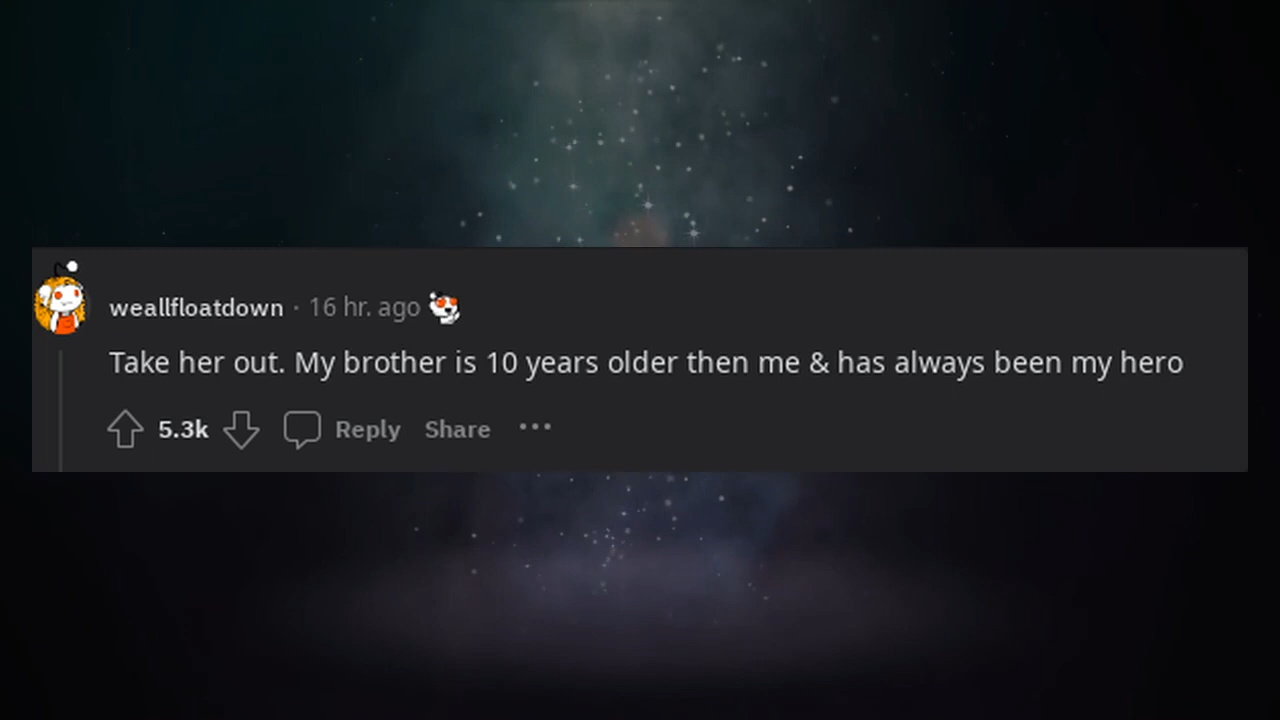 weallfloatdown · 16 hr. ago
Take her out. My brother is 10 years older then me & has always been my hero
5.3k Reply Share ...